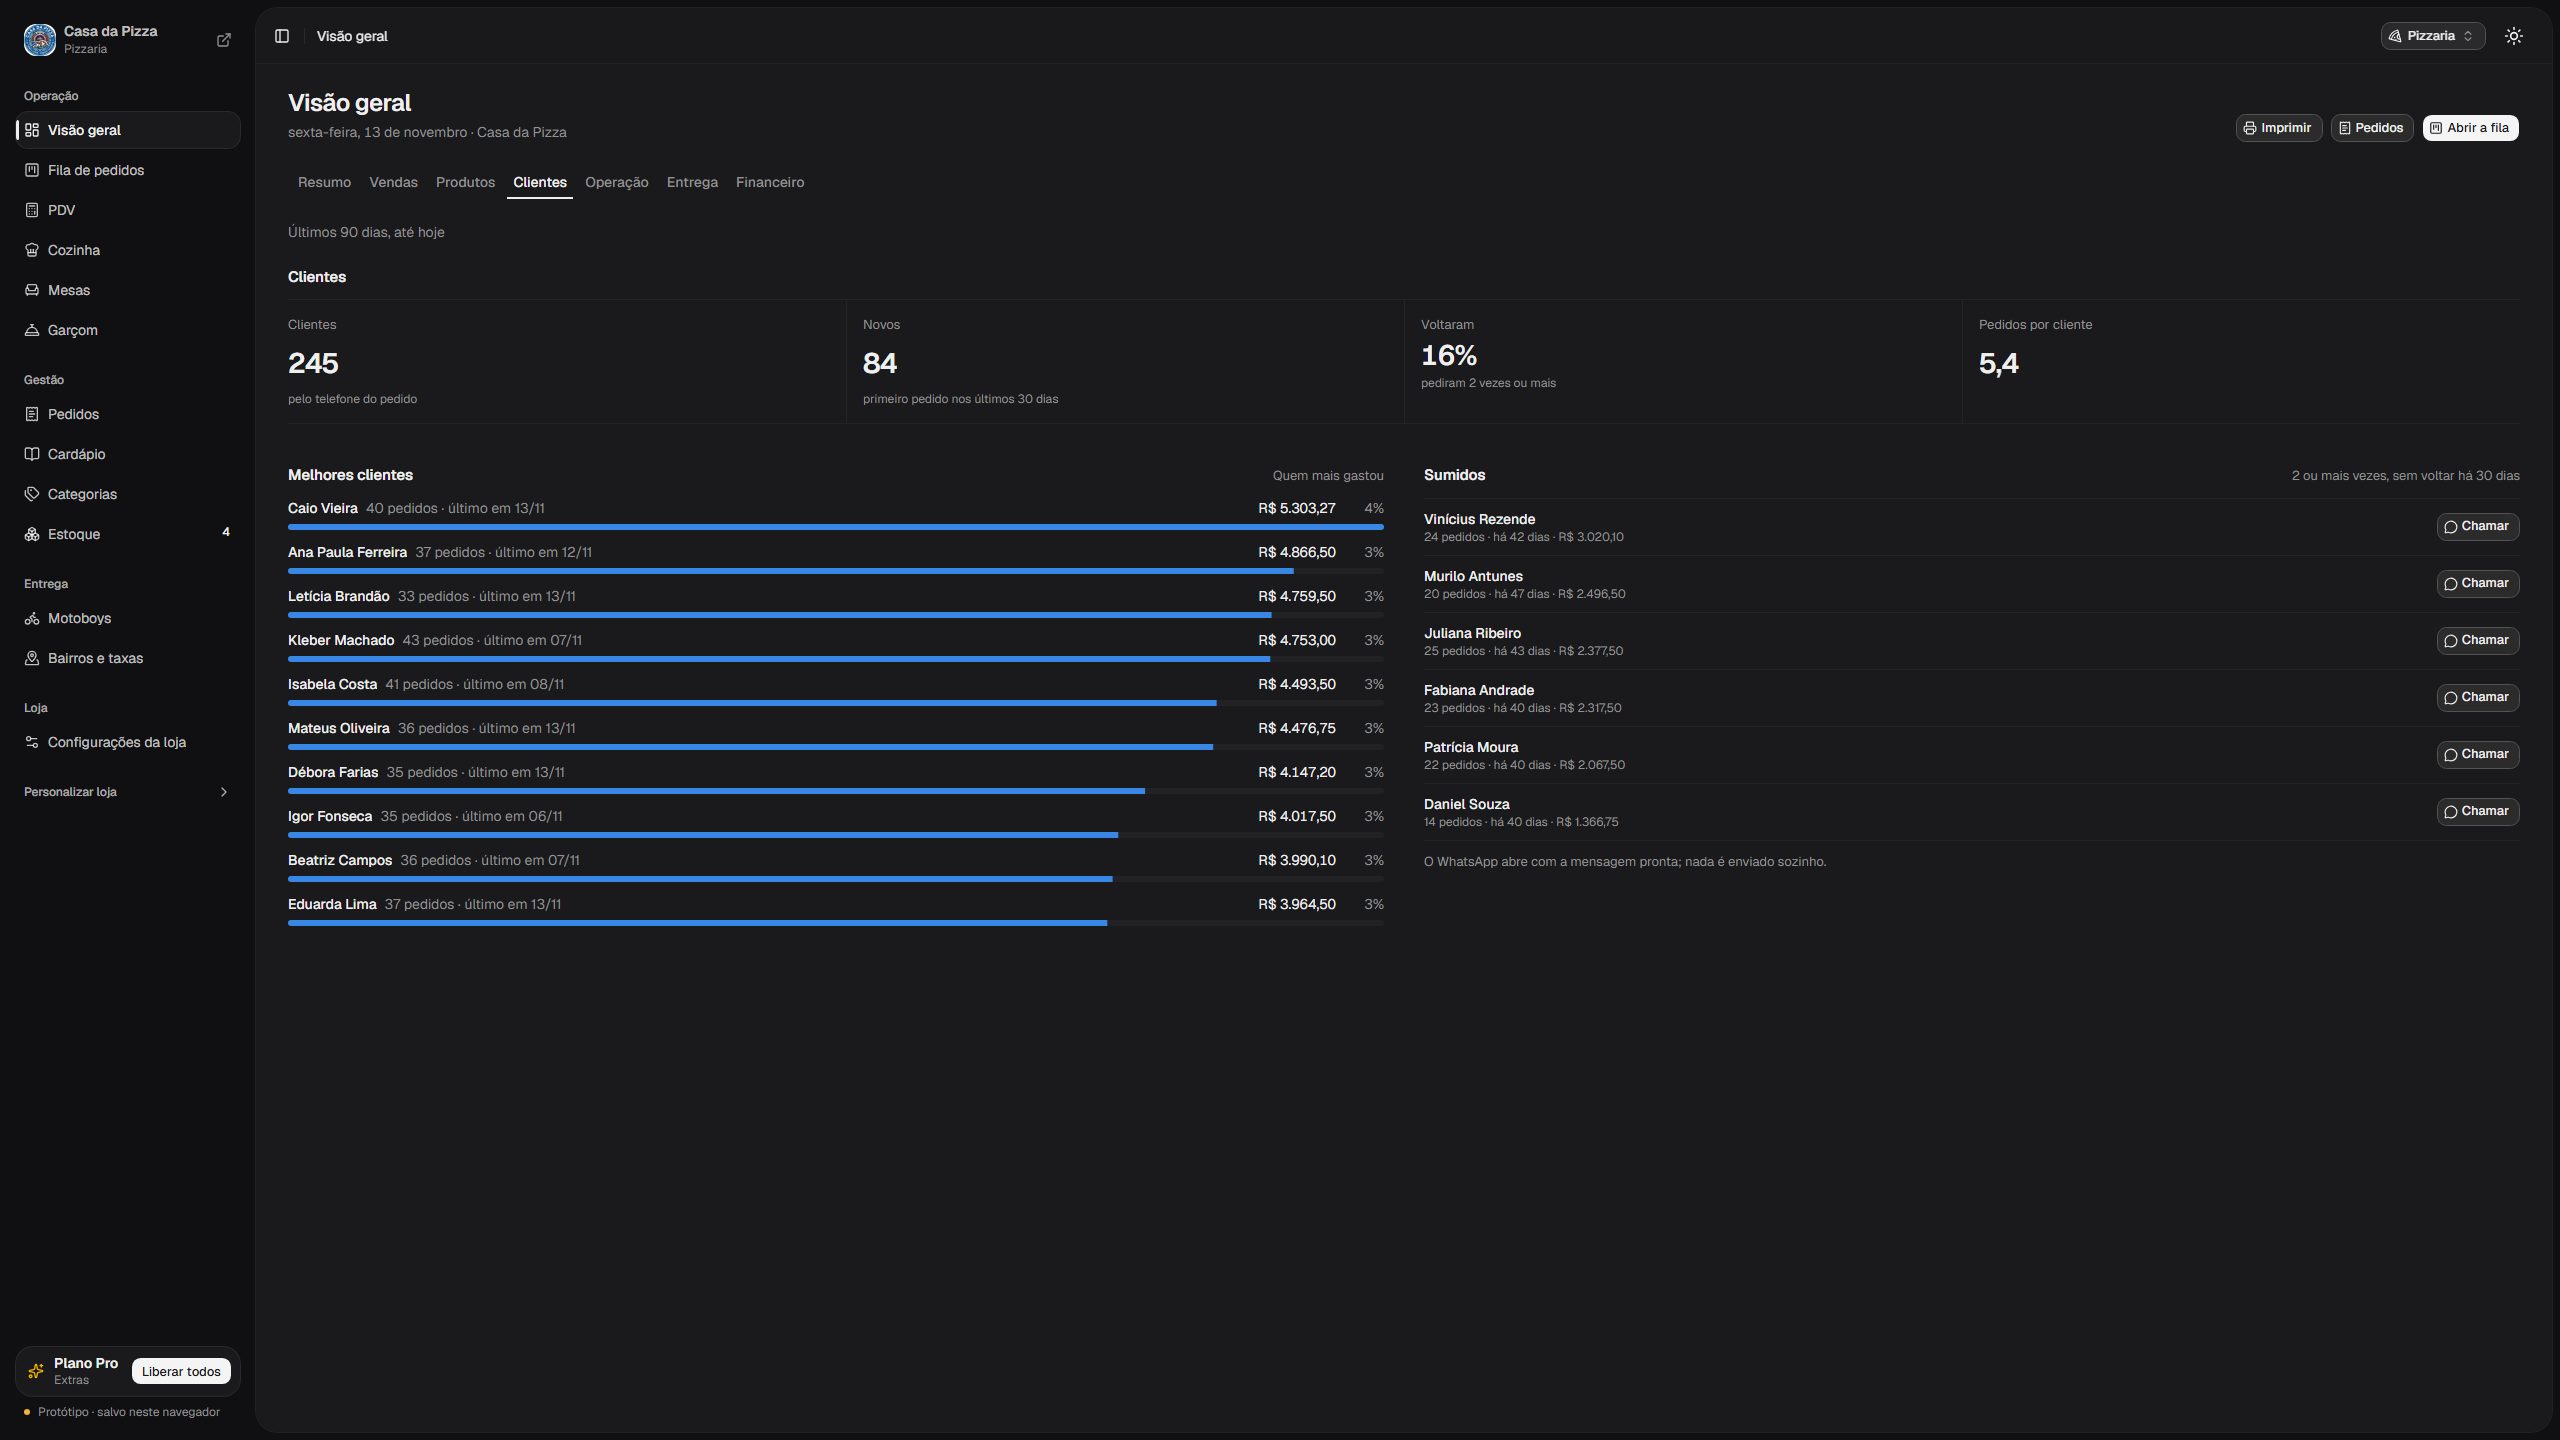 Casa da Pizza
Pizzaria
Operação
Visão geral
Fila de pedidos
PDV
Cozinha
Mesas
Garçom
Gestão
Pedidos
Cardápio
Categorias
Estoque 4
Entrega
Motoboys
Bairros e taxas
Loja
Configurações da loja
Personalizar loja
Plano Pro
Extras
Liberar todos
Protótipo · salvo neste navegador
Visão geral
Pizzaria
Visão geral
sexta-feira, 13 de novembro · Casa da Pizza
Imprimir Pedidos Abrir a fila
Resumo Vendas Produtos Clientes Operação Entrega Financeiro
Últimos 90 dias, até hoje
Clientes
Clientes
245
pelo telefone do pedido
Novos
84
primeiro pedido nos últimos 30 dias
Voltaram
16%
pediram 2 vezes ou mais
Pedidos por cliente
5,4
Melhores clientes Quem mais gastou
Caio Vieira 40 pedidos · último em 13/11 R$ 5.303,27 4%
Ana Paula Ferreira 37 pedidos · último em 12/11 R$ 4.866,50 3%
Letícia Brandão 33 pedidos · último em 13/11 R$ 4.759,50 3%
Kleber Machado 43 pedidos · último em 07/11 R$ 4.753,00 3%
Isabela Costa 41 pedidos · último em 08/11 R$ 4.493,50 3%
Mateus Oliveira 36 pedidos · último em 13/11 R$ 4.476,75 3%
Débora Farias 35 pedidos · último em 13/11 R$ 4.147,20 3%
Igor Fonseca 35 pedidos · último em 06/11 R$ 4.017,50 3%
Beatriz Campos 36 pedidos · último em 07/11 R$ 3.990,10 3%
Eduarda Lima 37 pedidos · último em 13/11 R$ 3.964,50 3%
Sumidos 2 ou mais vezes, sem voltar há 30 dias
Vinícius Rezende
24 pedidos · há 42 dias · R$ 3.020,10
Chamar
Murilo Antunes
20 pedidos · há 47 dias · R$ 2.496,50
Chamar
Juliana Ribeiro
25 pedidos · há 43 dias · R$ 2.377,50
Chamar
Fabiana Andrade
23 pedidos · há 40 dias · R$ 2.317,50
Chamar
Patrícia Moura
22 pedidos · há 40 dias · R$ 2.067,50
Chamar
Daniel Souza
14 pedidos · há 40 dias · R$ 1.366,75
Chamar
O WhatsApp abre com a mensagem pronta; nada é enviado sozinho.